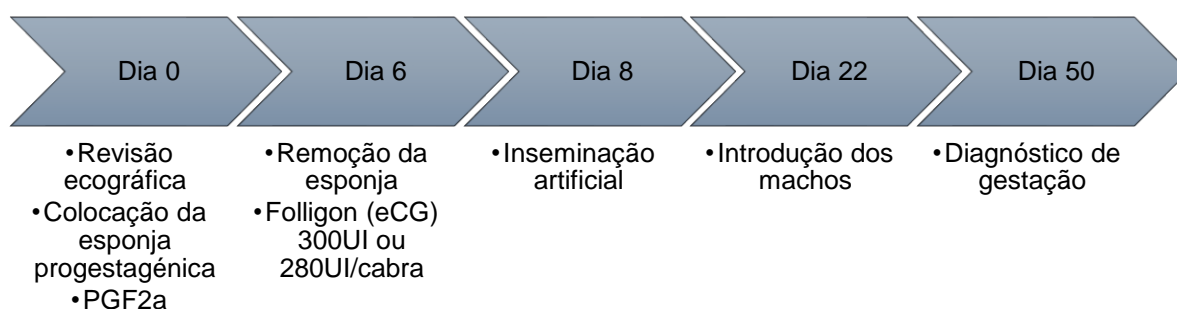 Dia 0
Dia 6
Dia 8
Dia 22
Dia 50
•Revisão
ecográfica
•Colocação da
esponja
progestagénica
•PGF2a
•Remoção da
esponja
•Folligon (eCG)
300UI ou
280UI/cabra
•Inseminação
artificial
•Introdução dos
machos
•Diagnóstico de
gestação